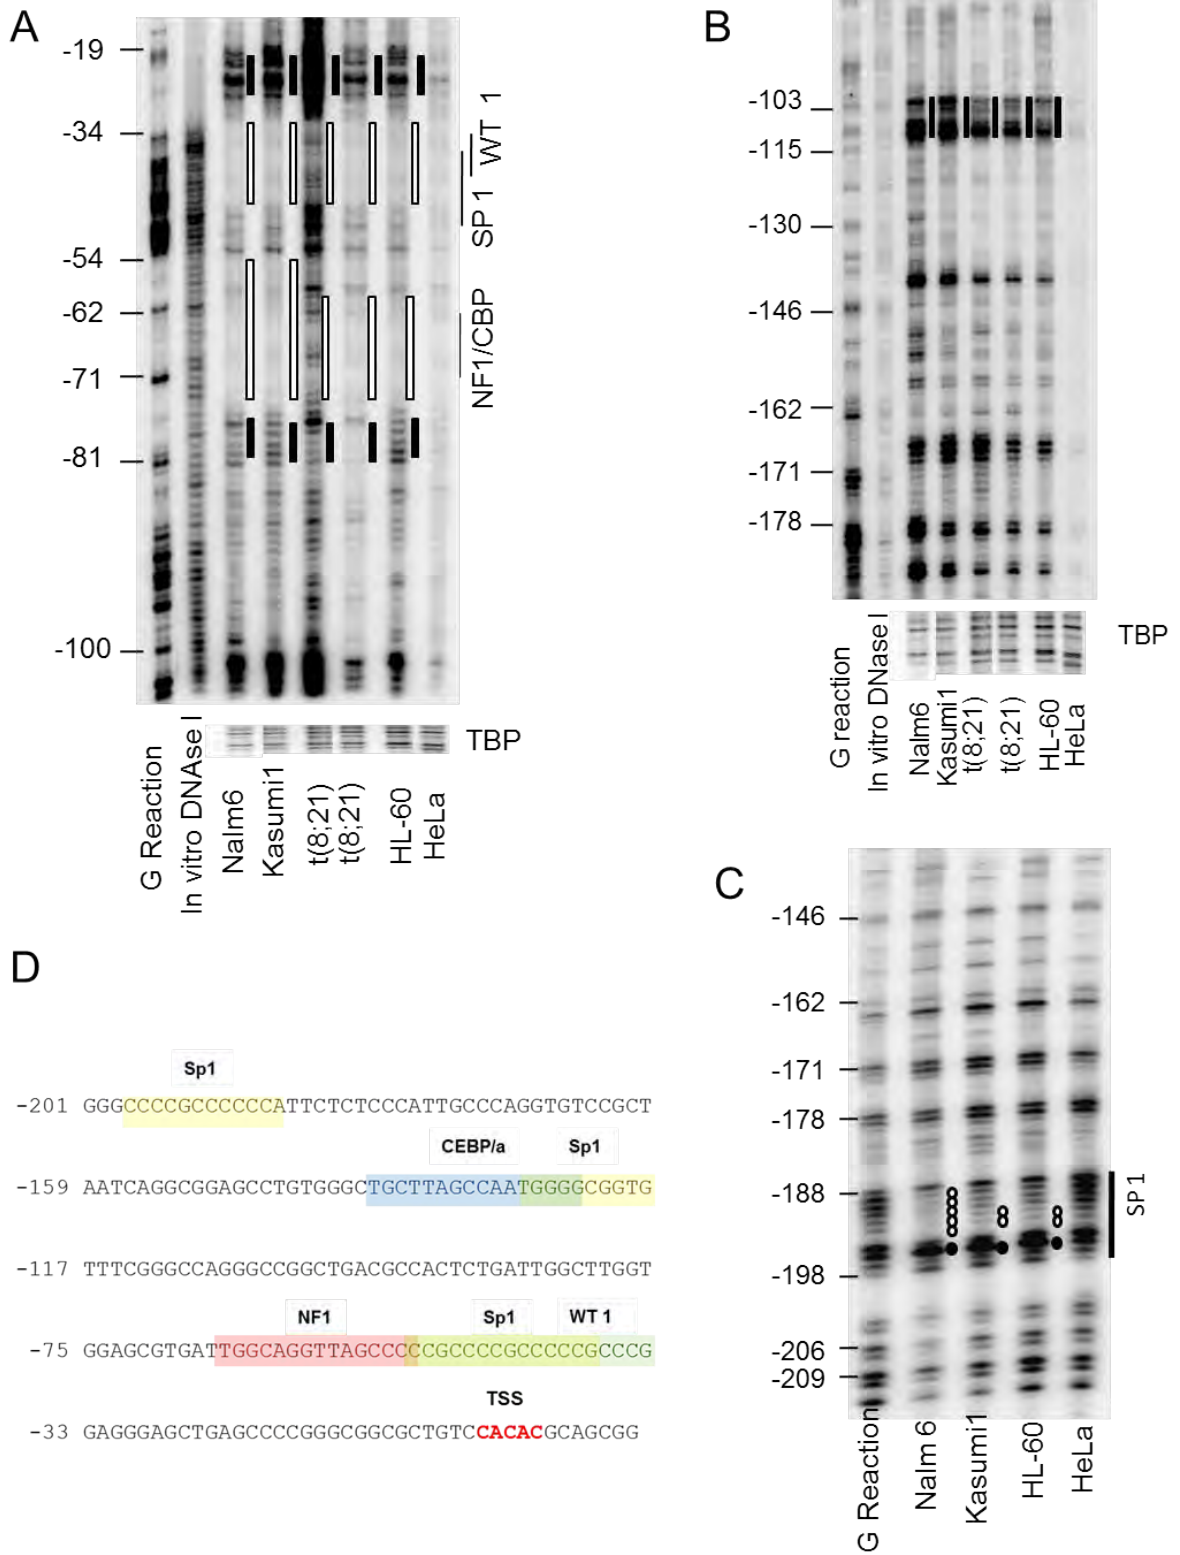 A
-19
-34
-54
-62
-71
-81
-100
WT 1
SP 1
NF1/CBP
TBP
G Reaction
In vitro DNAse I
Nalm6
Kasumi1
t(8;21)
t(8;21)
HL-60
HeLa
B
-103
-115
-130
-146
-162
-171
-178
TBP
G reaction
In vitro DNase I
Nalm6
Kasumi1
t(8;21)
t(8;21)
HL-60
HeLa
C
-146
-162
-171
-178
-188
-198
-206
-209
SP 1
G Reaction
Nalm 6
Kasumi1
HL-60
HeLa
D
Sp1
-201 GGGCCCCGCCCCCCATTCTCTCCCATTGCCCAGGTGTCCGCT
CEBP/a Sp1
-159 AATCAGGCGGAGCCTGTGGGCTGCTTAGCCAATGGGGCGGTG
-117 TTTCGGGCCAGGGCCGGCTGACGCCACTCTGATTGGCTTGGT
NF1 Sp1 WT 1
-75 GGAGCGTGATTGGCAGGTTAGCCCCCGCCCCGCCCCCGCCCG
TSS
-33 GAGGGAGCTGAGCCCCGGGCGGCGCTGTCCACACGCAGCGG